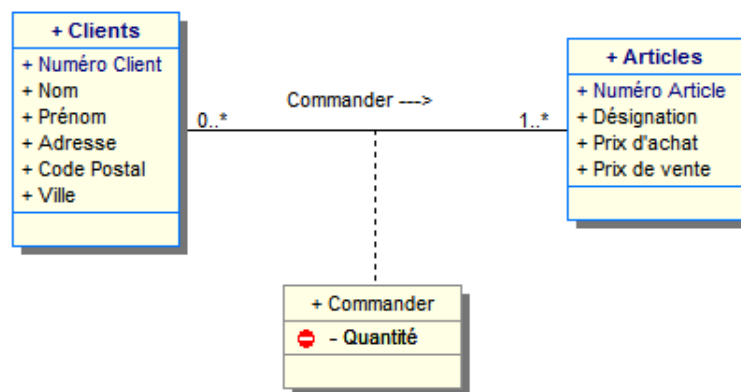 + Clients
+ Numéro Client
+ Nom
+ Prénom
+ Adresse
+ Code Postal
+ Ville
Commander --->
0..*
1..*
+ Articles
+ Numéro Article
+ Désignation
+ Prix d'achat
+ Prix de vente
+ Commander
- Quantité